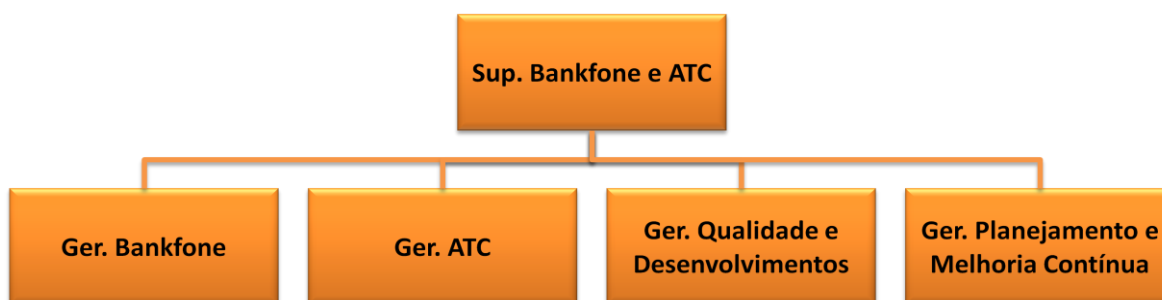 Sup. Bankfone e ATC
Ger. Bankfone
Ger. ATC
Ger. Qualidade e
Desenvolvimentos
Ger. Planejamento e
Melhoria Contínua